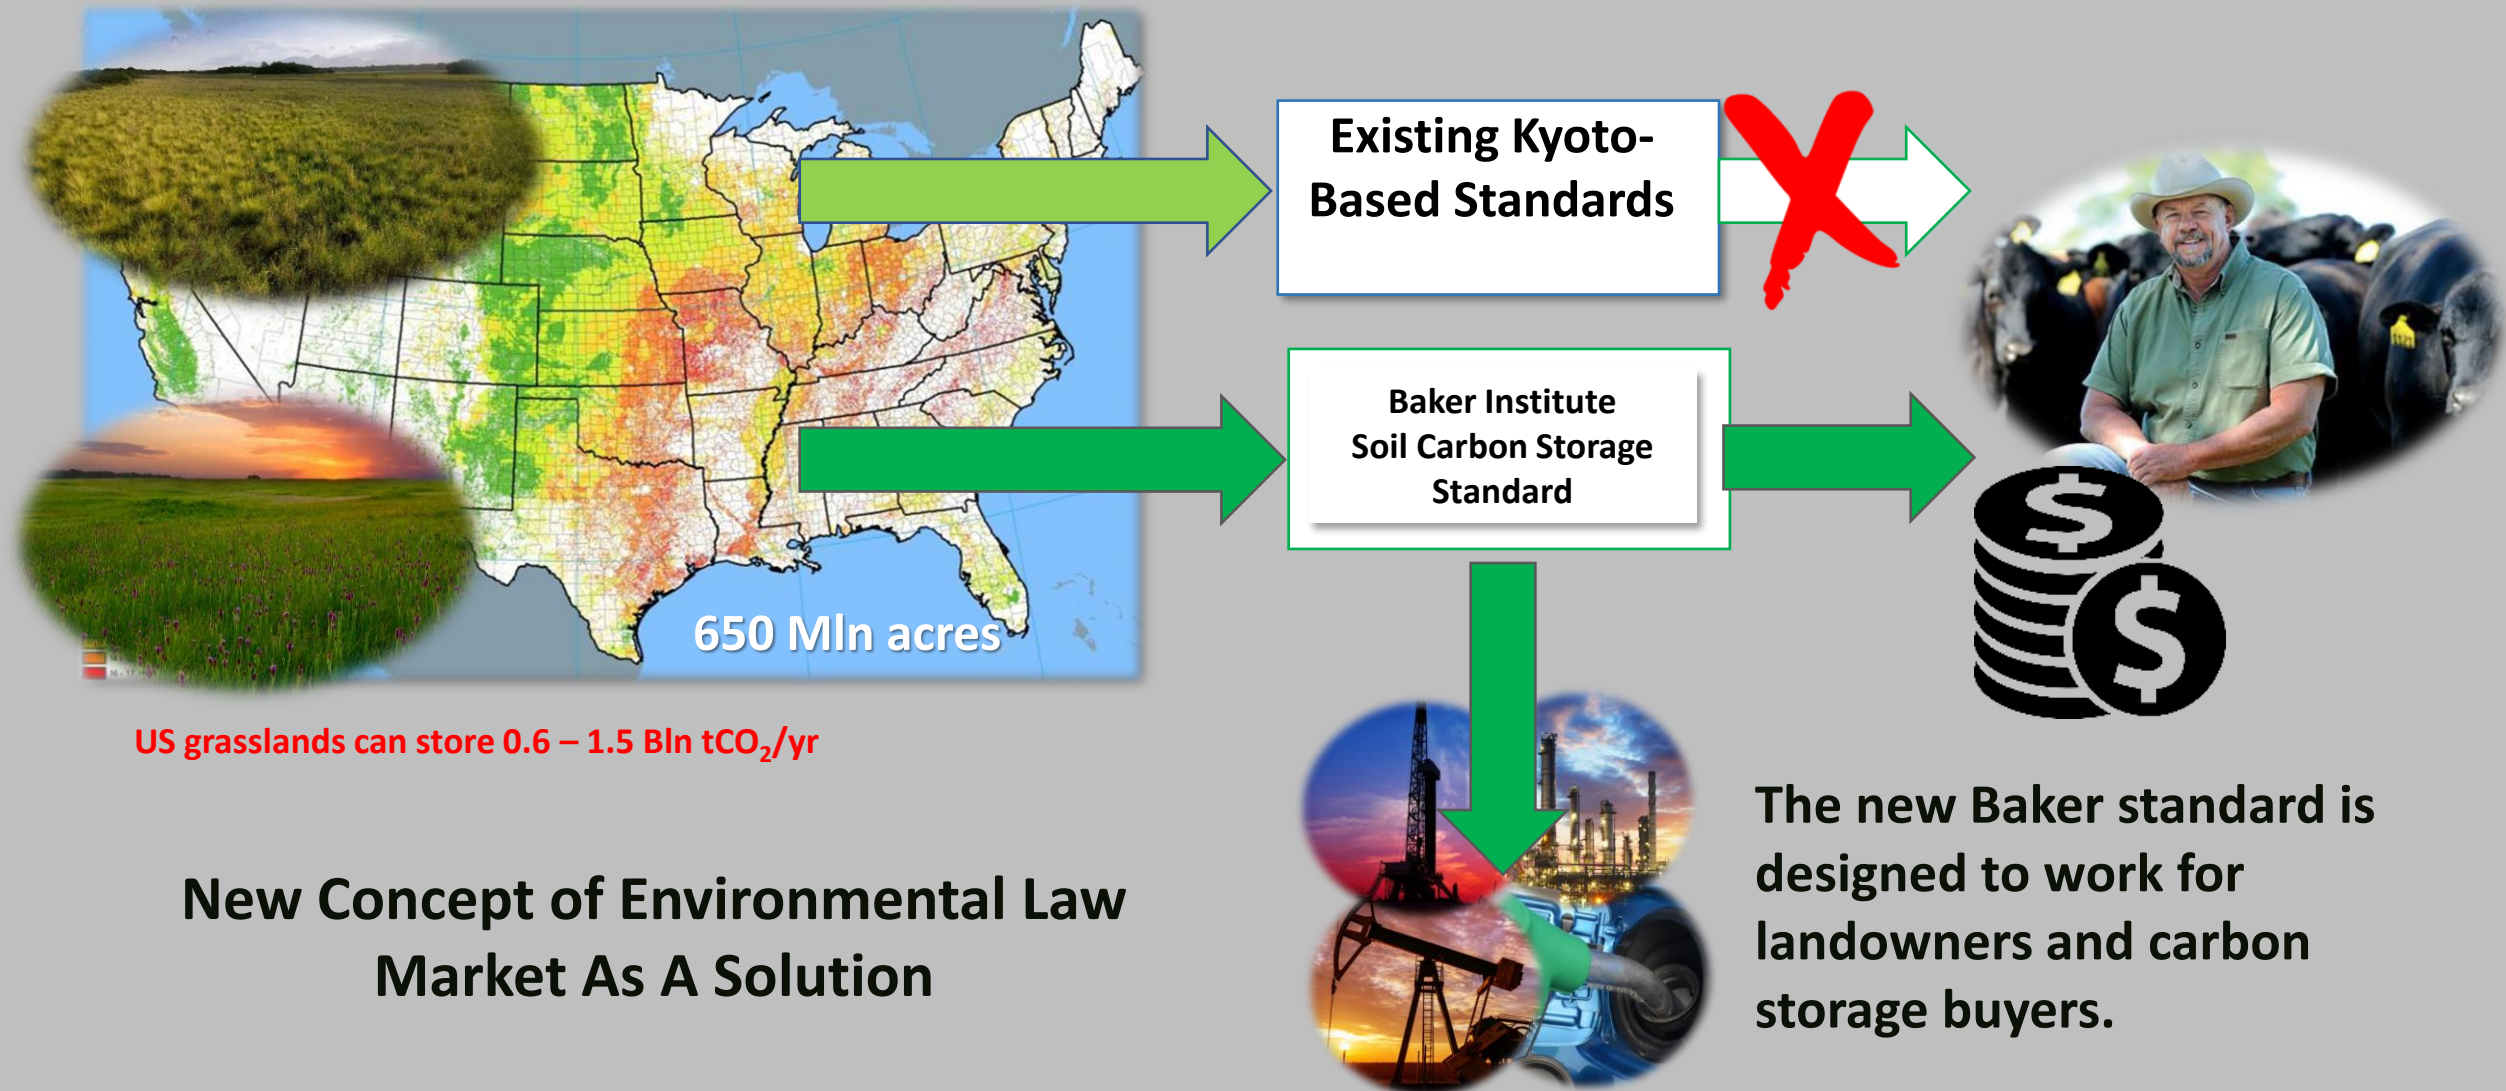 Existing Kyoto-
Based Standards
Baker Institute
Soil Carbon Storage
Standard
650 Mln acres
US grasslands can store 0.6 – 1.5 Bln tCO₂/yr
New Concept of Environmental Law
Market As A Solution
The new Baker standard is
designed to work for
landowners and carbon
storage buyers.